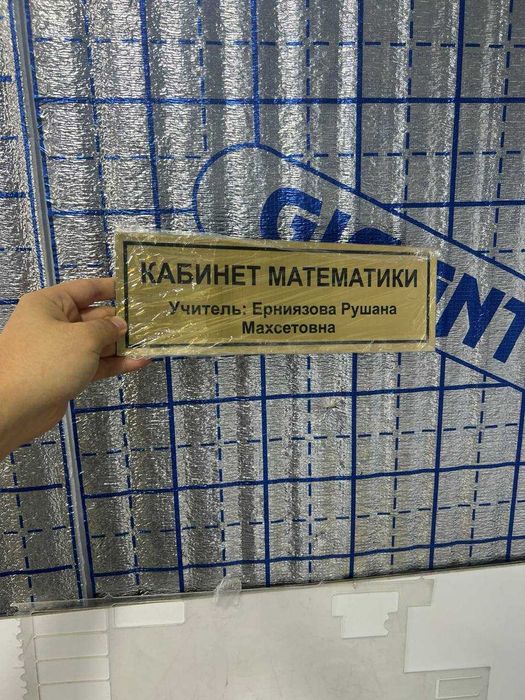 КАБИНЕТ МАТЕМАТИКИ
Учитель: Ерниязова Рушана
Махсетовна